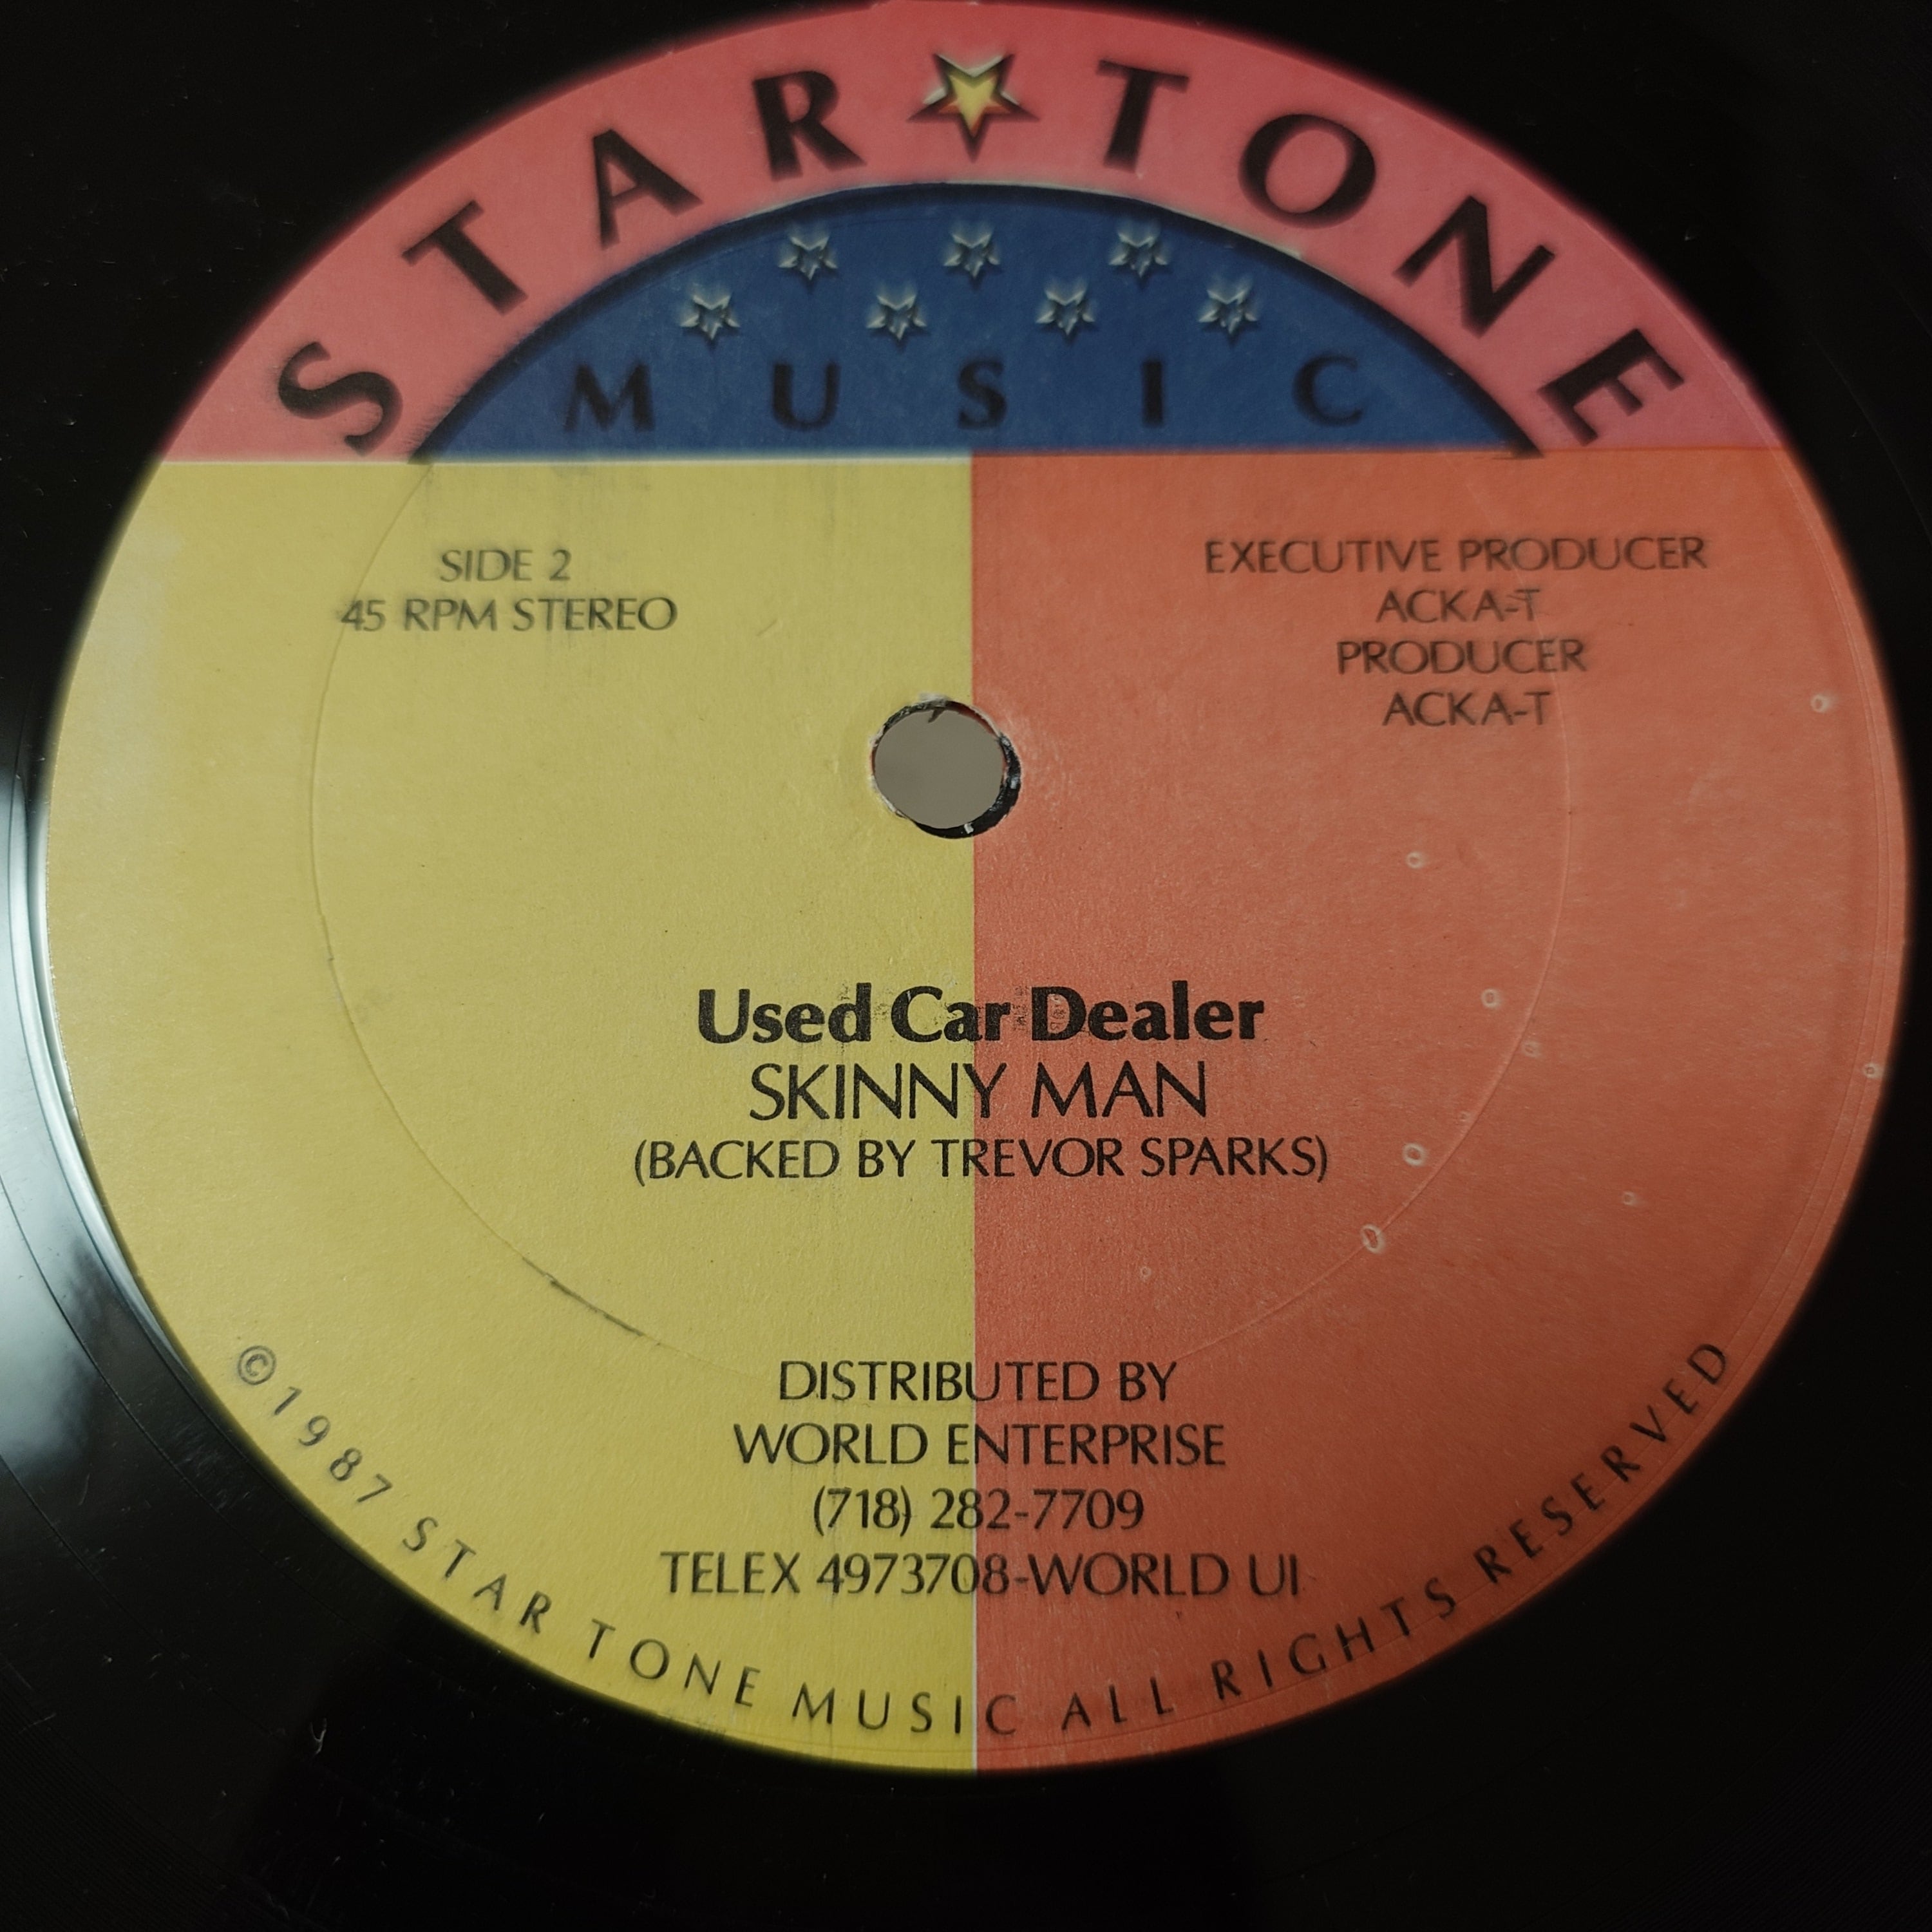 STAR TONE
MUSIC
SIDE 2
45 RPM STEREO
EXECUTIVE PRODUCER
ACKA-T
PRODUCER
ACKA-T
Used Car Dealer
SKINNY MAN
(BACKED BY TREVOR SPARKS)
DISTRIBUTED BY
WORLD ENTERPRISE
(718) 282-7709
TELEX 4973708-WORLD UI
©1987 STAR TONE MUSIC ALL RIGHTS RESERVED